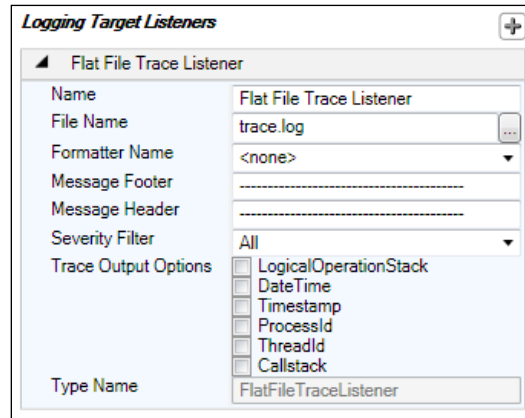 Logging Target Listeners
Flat File Trace Listener
Name Flat File Trace Listener
File Name trace.log ...
Formatter Name <none>
Message Footer ----------------------------------------
Message Header ----------------------------------------
Severity Filter All
Trace Output Options LogicalOperationStack
DateTime
Timestamp
ProcessId
ThreadId
Callstack
Type Name FlatFileTraceListener